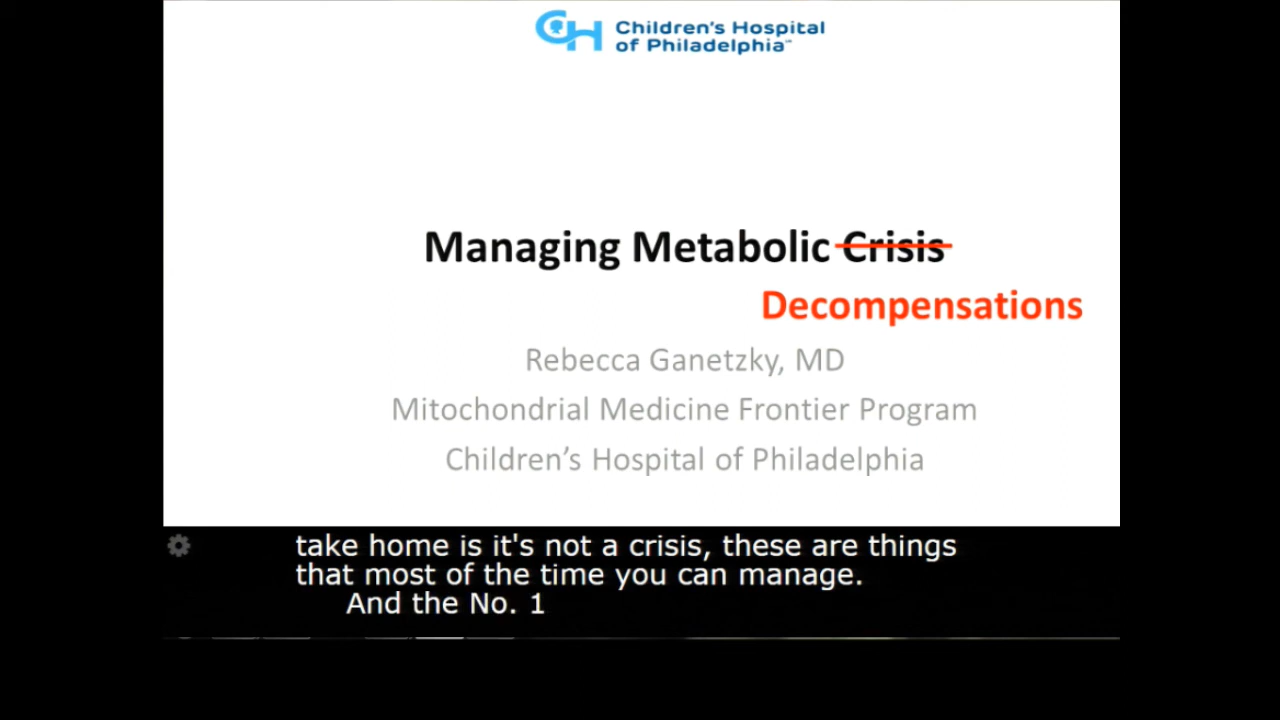 CH Children's Hospital
of Philadelphia™
Managing Metabolic Crisis
Decompensations
Rebecca Ganetzky, MD
Mitochondrial Medicine Frontier Program
Children's Hospital of Philadelphia
take home is it's not a crisis, these are things
that most of the time you can manage.
And the No. 1